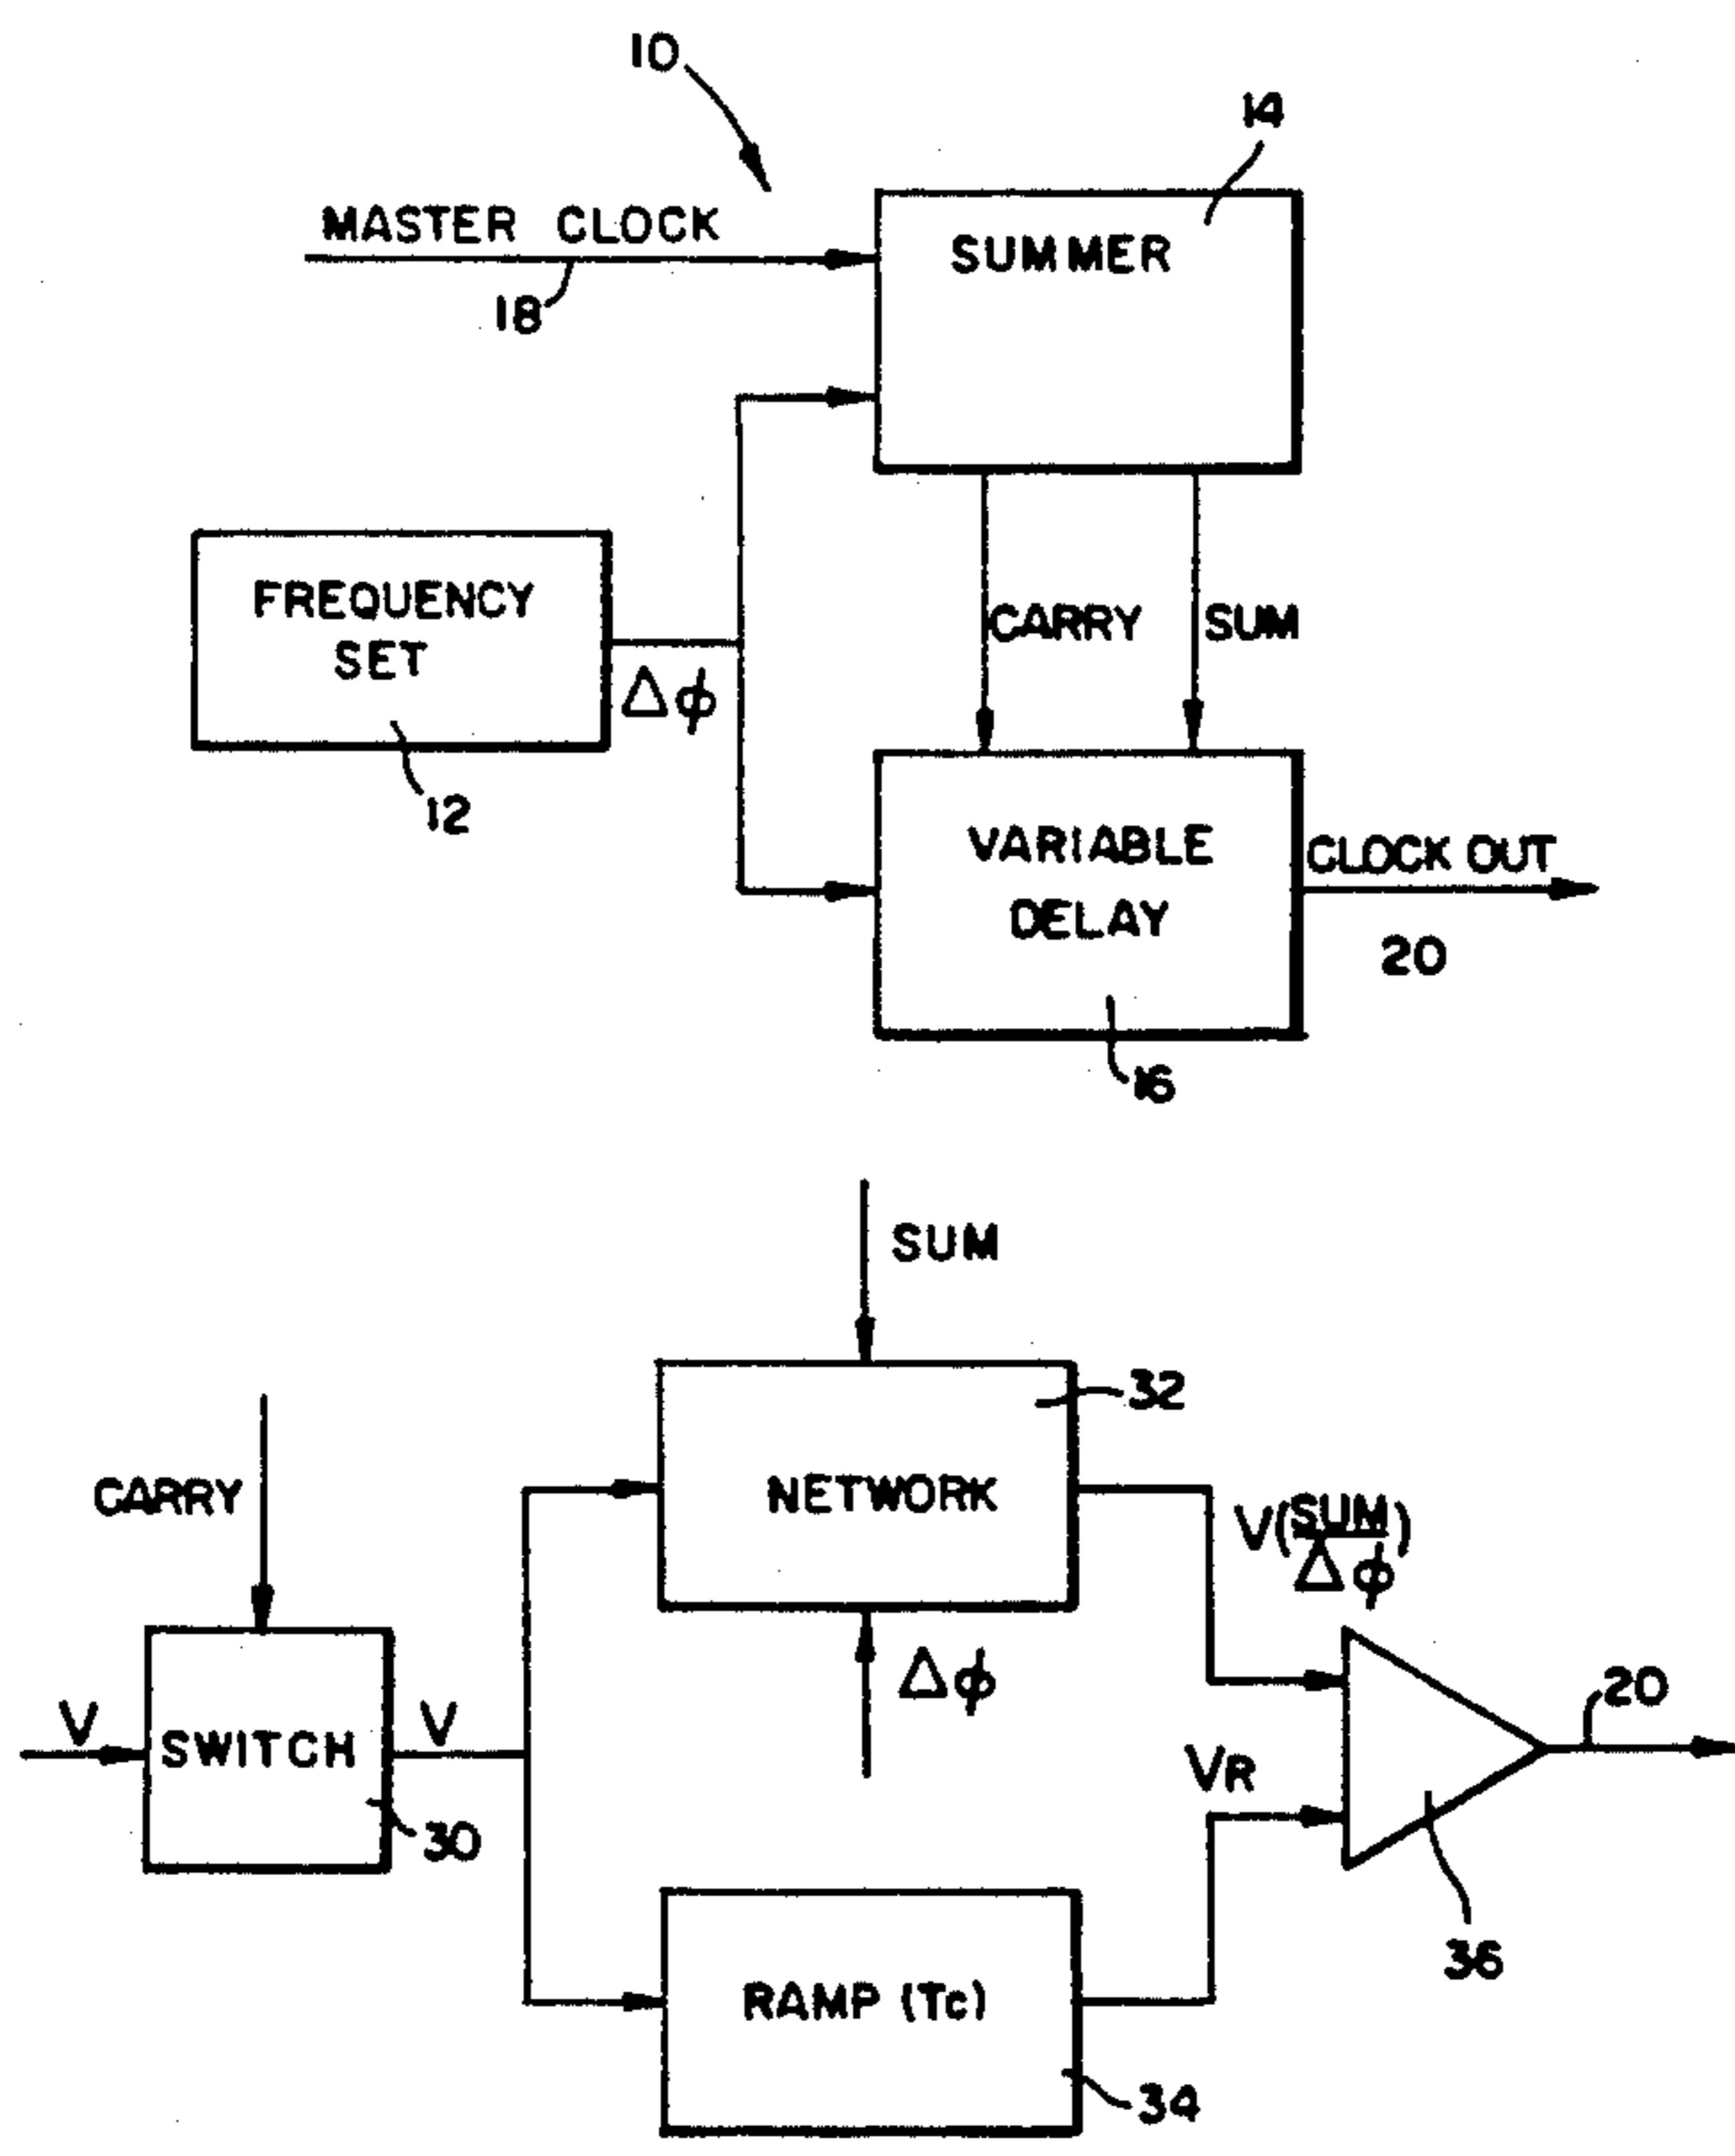 10
14
MASTER CLOCK
SUMMER
18
FREQUENCY
SET
Δϕ
CARRY
SUM
12
VARIABLE
DELAY
CLOCK OUT
20
16
SUM
32
CARRY
NETWORK
V(SUM/Δϕ)
Δϕ
V
SWITCH
V
20
VR
30
36
RAMP (Tc)
34